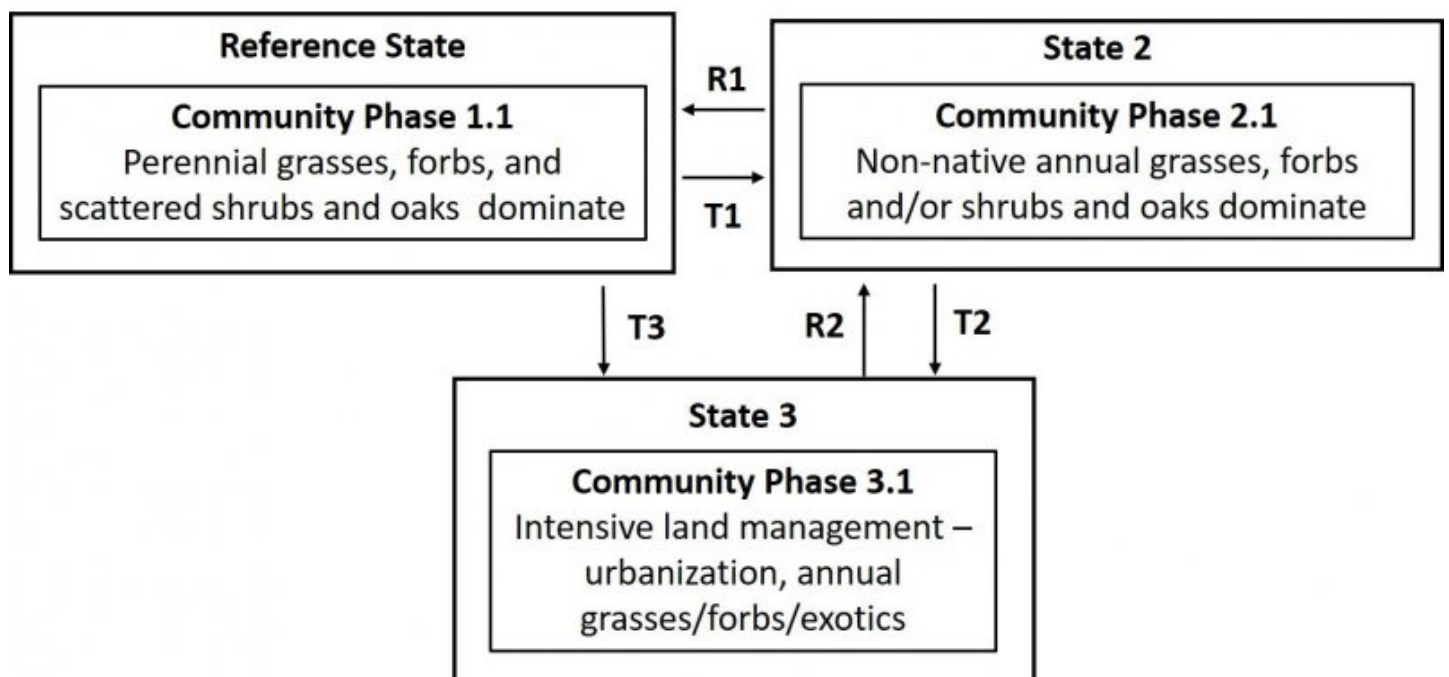 Reference State
Community Phase 1.1
Perennial grasses, forbs, and
scattered shrubs and oaks dominate
R1
T1
State 2
Community Phase 2.1
Non-native annual grasses, forbs
and/or shrubs and oaks dominate
T3
R2
T2
State 3
Community Phase 3.1
Intensive land management –
urbanization, annual
grasses/forbs/exotics